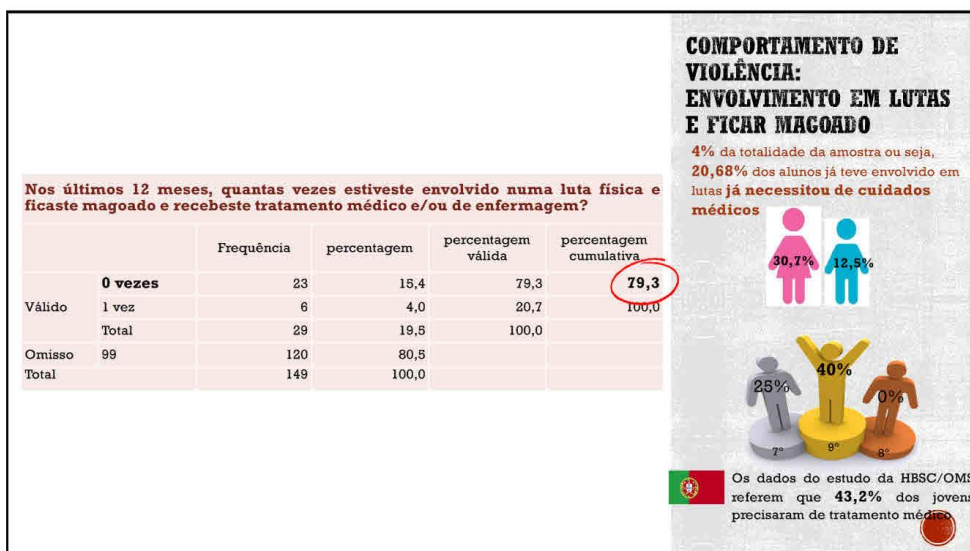 COMPORTAMENTO DE
VIOLÊNCIA:
ENVOLVIMENTO EM LUTAS
E FICAR MAGOADO
4% da totalidade da amostra ou seja,
20,68% dos alunos já teve envolvido em
lutas já necessitou de cuidados
médicos
Nos últimos 12 meses, quantas vezes estiveste envolvido numa luta física e
ficaste magoado e recebeste tratamento médico e/ou de enfermagem?
Frequência percentagem percentagem válida percentagem cumulativa
Válido 0 vezes 23 15,4 79,3 79,3
1 vez 6 4,0 20,7 100,0
Total 29 19,5 100,0
Omisso 99 120 80,5
Total 149 100,0
30,7% 12,5%
25% 40% 0%
7° 9° 8°
Os dados do estudo da HBSC/OMS
referem que 43,2% dos jovens
precisaram de tratamento médico